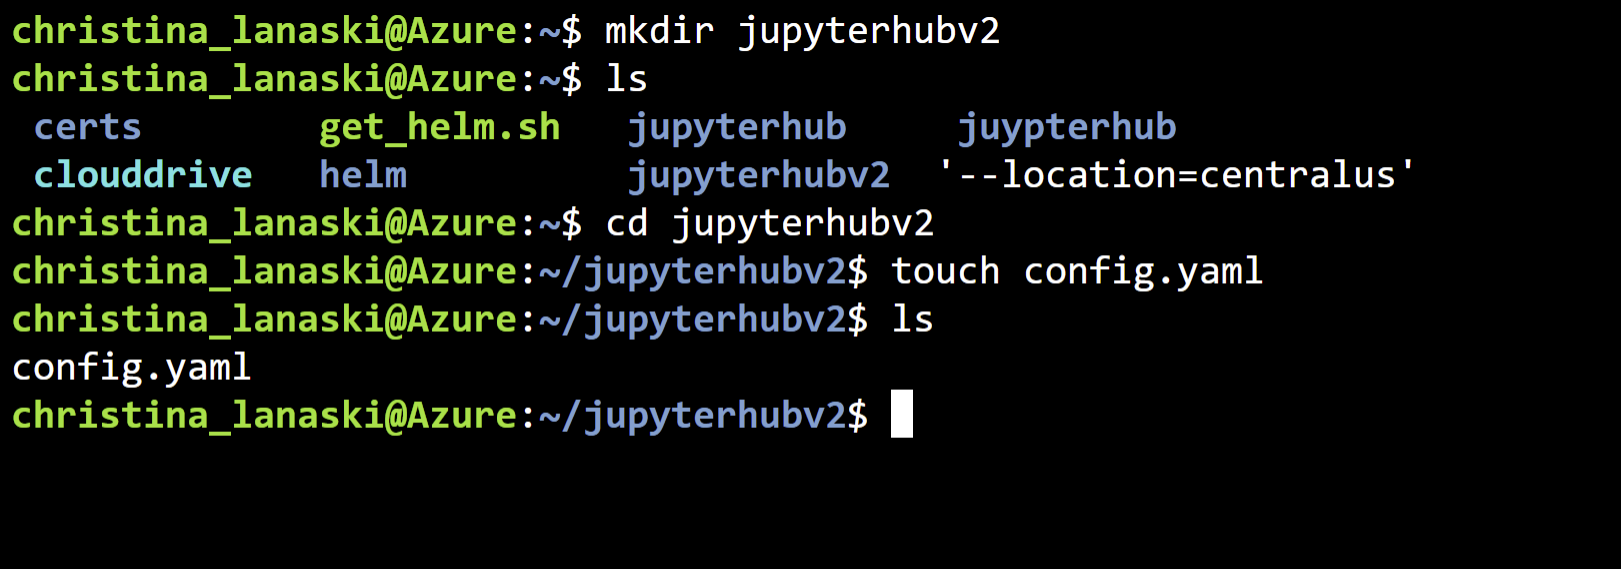 christina_lanaski@Azure:~$ mkdir jupyterhubv2
christina_lanaski@Azure:~$ ls
certs get_helm.sh jupyterhub juypterhub
clouddrive helm jupyterhubv2 '--location=centralus'
christina_lanaski@Azure:~$ cd jupyterhubv2
christina_lanaski@Azure:~/jupyterhubv2$ touch config.yaml
christina_lanaski@Azure:~/jupyterhubv2$ ls
config.yaml
christina_lanaski@Azure:~/jupyterhubv2$